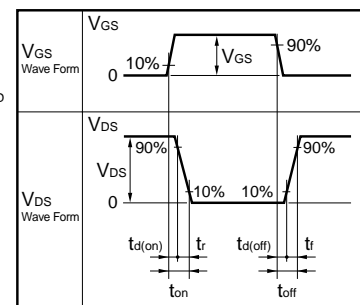 VGS
VGS
Wave Form
VGS
10%
90%
0
VDS
VDS
Wave Form
VDS
VDS
90%
90%
10%
10%
0
td(on)
tr
td(off)
tf
ton
toff